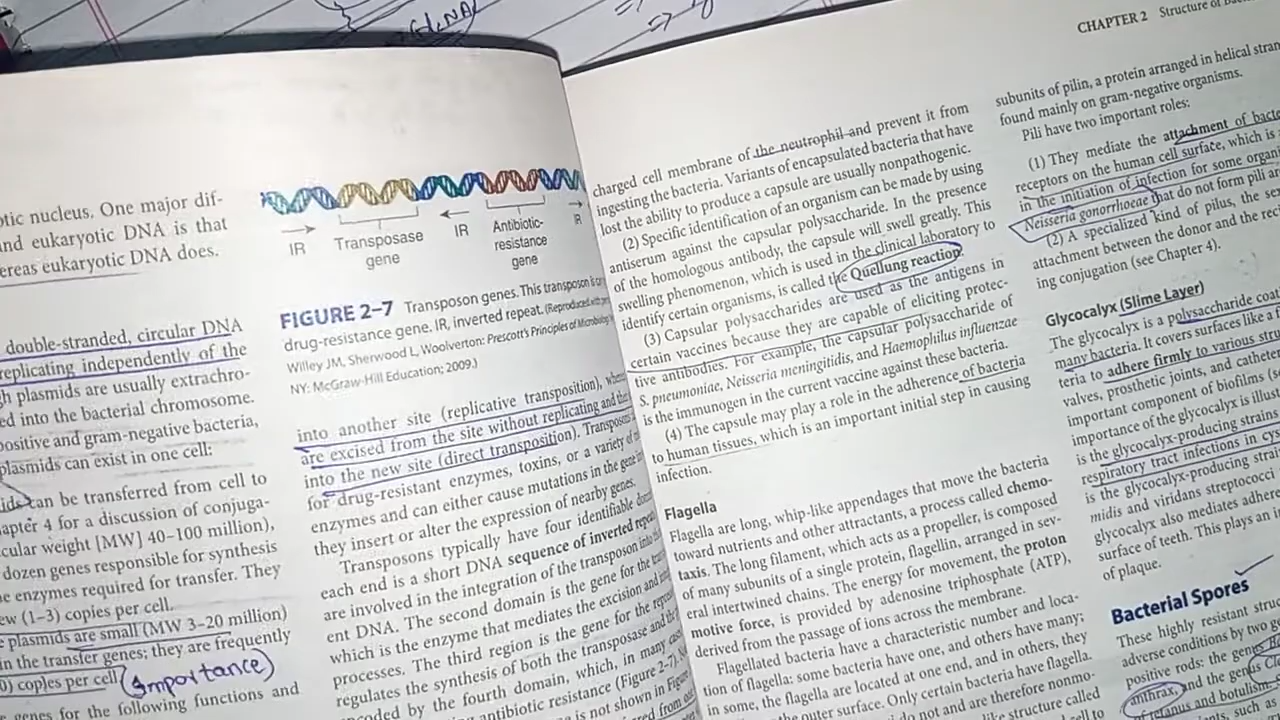 GlcNA
CHAPTER 2 Structure of
otic nucleus. One major dif-
and eukaryotic DNA is that
ereas eukaryotic DNA does.
double-stranded, circular DNA
replicating independently of the
gh plasmids are usually extrachro-
ed into the bacterial chromosome.
positive and gram-negative bacteria,
plasmids can exist in one cell:
ids can be transferred from cell to
apter 4 for a discussion of conjuga-
cular weight [MW] 40–100 million),
dozen genes responsible for synthesis
e enzymes required for transfer. They
ew (1–3) copies per cell.
e plasmids are small (MW 3–20 million)
in the transfer genes; they are frequently
0) copies per cell (Importance)
genes for the following functions and
IR Transposase gene IR Antibiotic-resistance gene IR
FIGURE 2–7 Transposon genes. This transposon is
drug-resistance gene. IR, inverted repeat. (Reproduced with
Willey JM, Sherwood L, Woolverton: Prescott's Principles of Microbiology
NY: McGraw-Hill Education; 2009.)
into another site (replicative transposition),
are excised from the site without replicating and
into the new site (direct transposition).
for drug-resistant enzymes, toxins, or a variety of
enzymes and can either cause mutations in the gene
they insert or alter the expression of nearby genes.
Transposons typically have four identifiable
each end is a short DNA sequence of inverted
are involved in the integration of the transposon into the
ent DNA. The second domain is the gene for the
which is the enzyme that mediates the excision and
processes. The third region is the gene for the
regulates the synthesis of both the transposase and the
coded by the fourth domain, which, in many
antibiotic resistance (Figure 2–7).
is not shown in
charged cell membrane of the neutrophil and prevent it from
ingesting the bacteria. Variants of encapsulated bacteria that have
lost the ability to produce a capsule are usually nonpathogenic.
(2) Specific identification of an organism can be made by using
antiserum against the capsular polysaccharide. In the presence
of the homologous antibody, the capsule will swell greatly. This
swelling phenomenon, which is used in the clinical laboratory to
identify certain organisms, is called the Quellung reaction.
(3) Capsular polysaccharides are used as the antigens in
certain vaccines because they are capable of eliciting protec-
tive antibodies. For example, the capsular polysaccharide of
S. pneumoniae, Neisseria meningitidis, and Haemophilus influenzae
is the immunogen in the current vaccine against these bacteria.
(4) The capsule may play a role in the adherence of bacteria
to human tissues, which is an important initial step in causing
infection.
Flagella
Flagella are long, whip-like appendages that move the bacteria
toward nutrients and other attractants, a process called chemo-
taxis. The long filament, which acts as a propeller, is composed
of many subunits of a single protein, flagellin, arranged in sev-
eral intertwined chains. The energy for movement, the proton
motive force, is provided by adenosine triphosphate (ATP),
derived from the passage of ions across the membrane.
Flagellated bacteria have a characteristic number and loca-
tion of flagella: some bacteria have one, and others have many;
in some, the flagella are located at one end, and in others, they
the outer surface. Only certain bacteria have flagella.
do not and are therefore nonmo-
like structure called
subunits of pilin, a protein arranged in helical
found mainly on gram-negative organisms.
Pili have two important roles:
(1) They mediate the attachment of
receptors on the human cell surface, which is
in the initiation of infection for some
Neisseria gonorrhoeae that do not form pili
(2) A specialized kind of pilus, the
attachment between the donor and the
ing conjugation (see Chapter 4).
Glycocalyx (Slime Layer)
The glycocalyx is a polysaccharide
many bacteria. It covers surfaces like a
teria to adhere firmly to various
valves, prosthetic joints, and
important component of biofilms
importance of the glycocalyx is
is the glycocalyx-producing strains
respiratory tract infections in
is the glycocalyx-producing
midis and viridans streptococci
glycocalyx also mediates
surface of teeth. This plays an
of plaque.
Bacterial Spores
These highly resistant
adverse conditions by two
positive rods: the genus
anthrax, and the genus
of tetanus and botulism.
such as